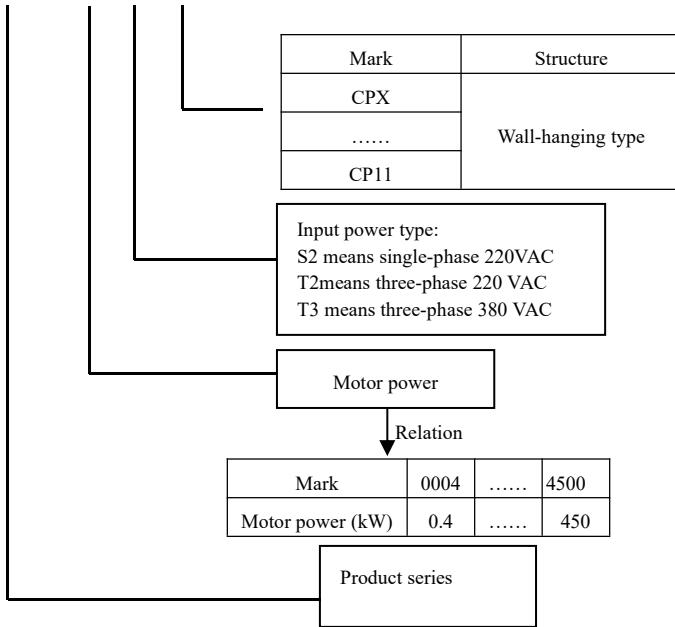 Mark Structure
CPX
……
Wall-hanging type
CP11
Input power type:
S2 means single-phase 220VAC
T2means three-phase 220 VAC
T3 means three-phase 380 VAC
Motor power
Relation
Mark 0004 …… 4500
Motor power (kW) 0.4 …… 450
Product series